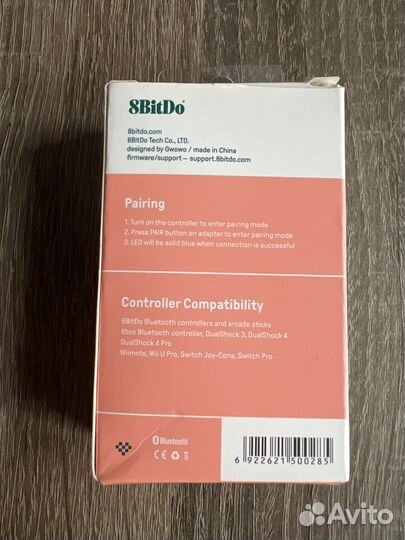 8BitDo
8bitdo.com
8BitDo Tech Co., LTD.
designed by Gwowo / made in China
firmware/support – support.8bitdo.com
Pairing
1. Turn on the controller to enter pairing mode
2. Press PAIR button on adapter to enter pairing mode
3. LED will be solid blue when connection is successful
Controller Compatibility
8BitDo Bluetooth controllers and arcade sticks
Xbox Bluetooth controller, DualShock 3, DualShock 4
DualShock 4 Pro
Wiimote, Wii U Pro, Switch Joy-Cons, Switch Pro
Bluetooth®
CE
6 922621 500285
Avito